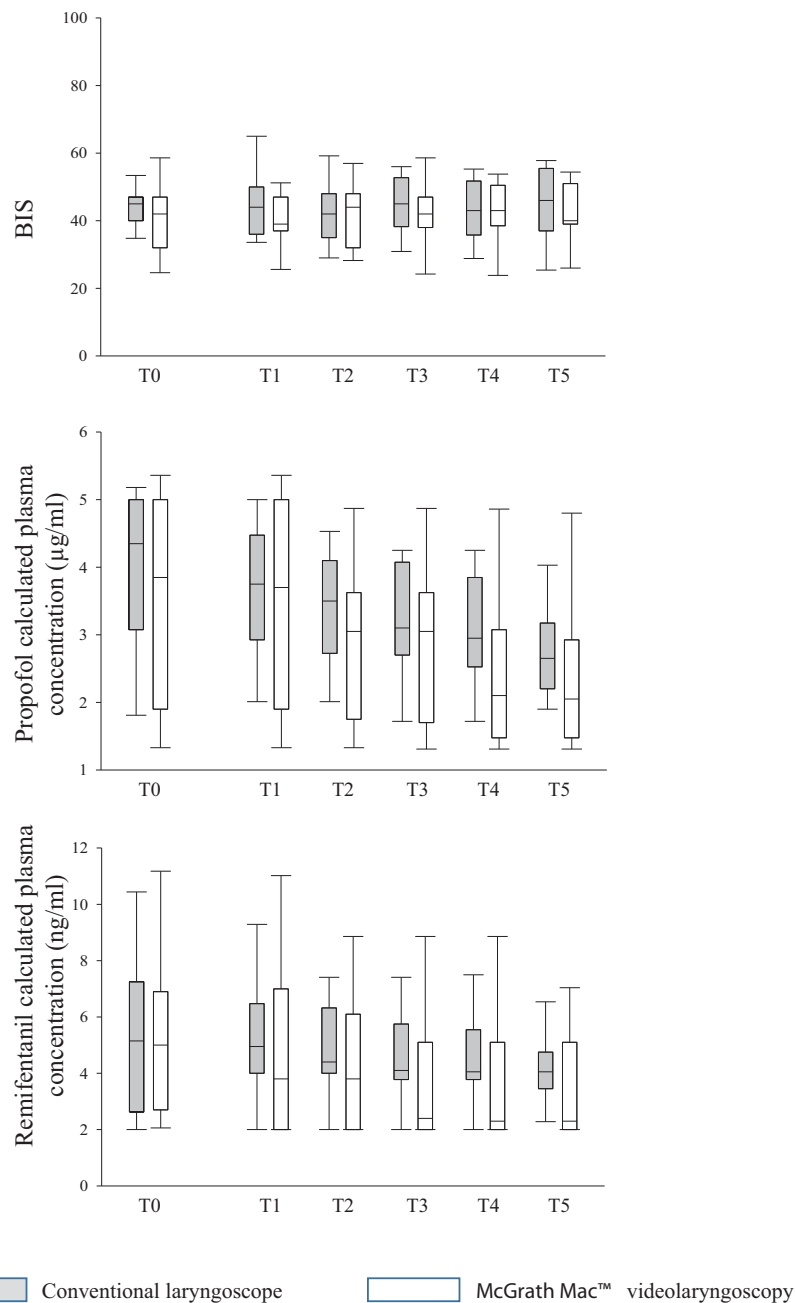 100
80
60
40
20
0
BIS
T0 T1 T2 T3 T4 T5
6
5
4
3
2
1
Propofol calculated plasma
concentration (µg/ml)
T0 T1 T2 T3 T4 T5
12
10
8
6
4
2
0
Remifentanil calculated plasma
concentration (ng/ml)
T0 T1 T2 T3 T4 T5
Conventional laryngoscope McGrath Mac™ videolaryngoscopy